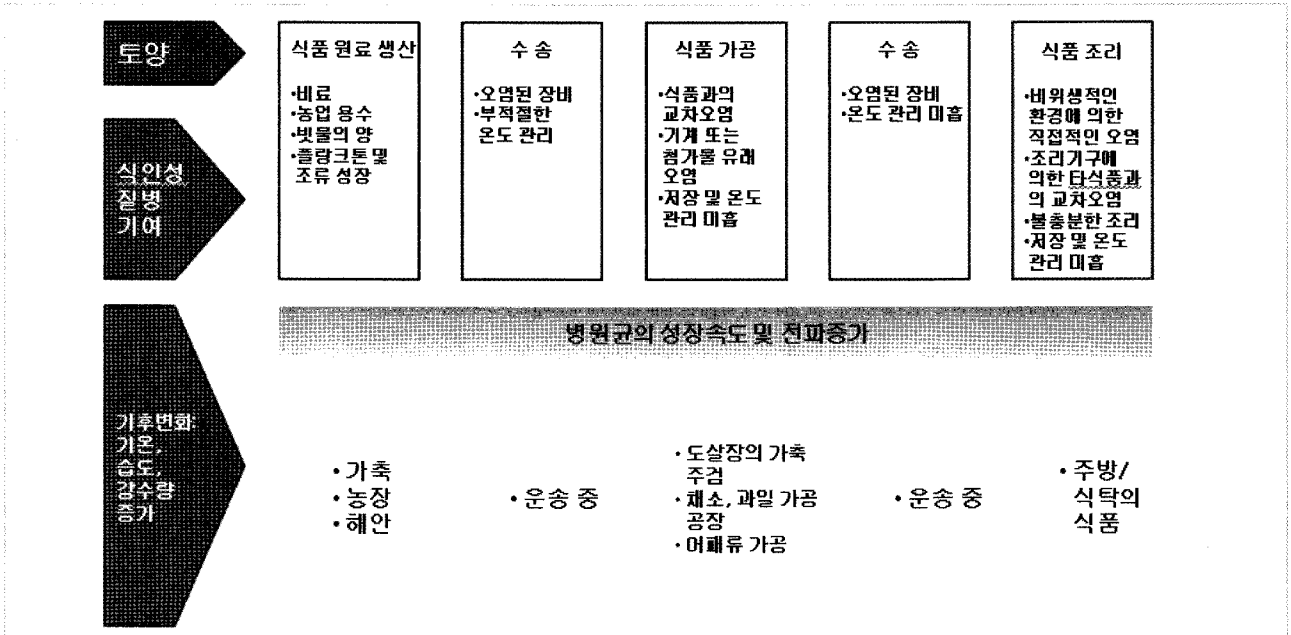 토양
식품 원료 생산
•비료
•농업 용수
•빗물의 양
•플랑크톤 및
조류 성장
수 송
•오염된 장비
•부적절한
온도 관리
식품 가공
•식품과의
교차오염
•기계 또는
첨가물 유래
오염
•저장 및 온도
관리 미흡
수 송
•오염된 장비
•온도 관리 미흡
식품 조리
•비위생적인
환경에 의한
직접적인 오염
•조리기구에
의한 타식품과
의 교차오염
•불충분한 조리
•저장 및 온도
관리 미흡
식인성
질병
기여
병원균의 성장속도 및 전파증가
기후변화:
기온,
습도,
강수량
증가
• 가축
• 농장
• 해안
• 운송 중
• 도살장의 가축
주검
• 채소, 과일 가공
공장
• 어패류 가공
• 운송 중
• 주방/
식탁의
식품